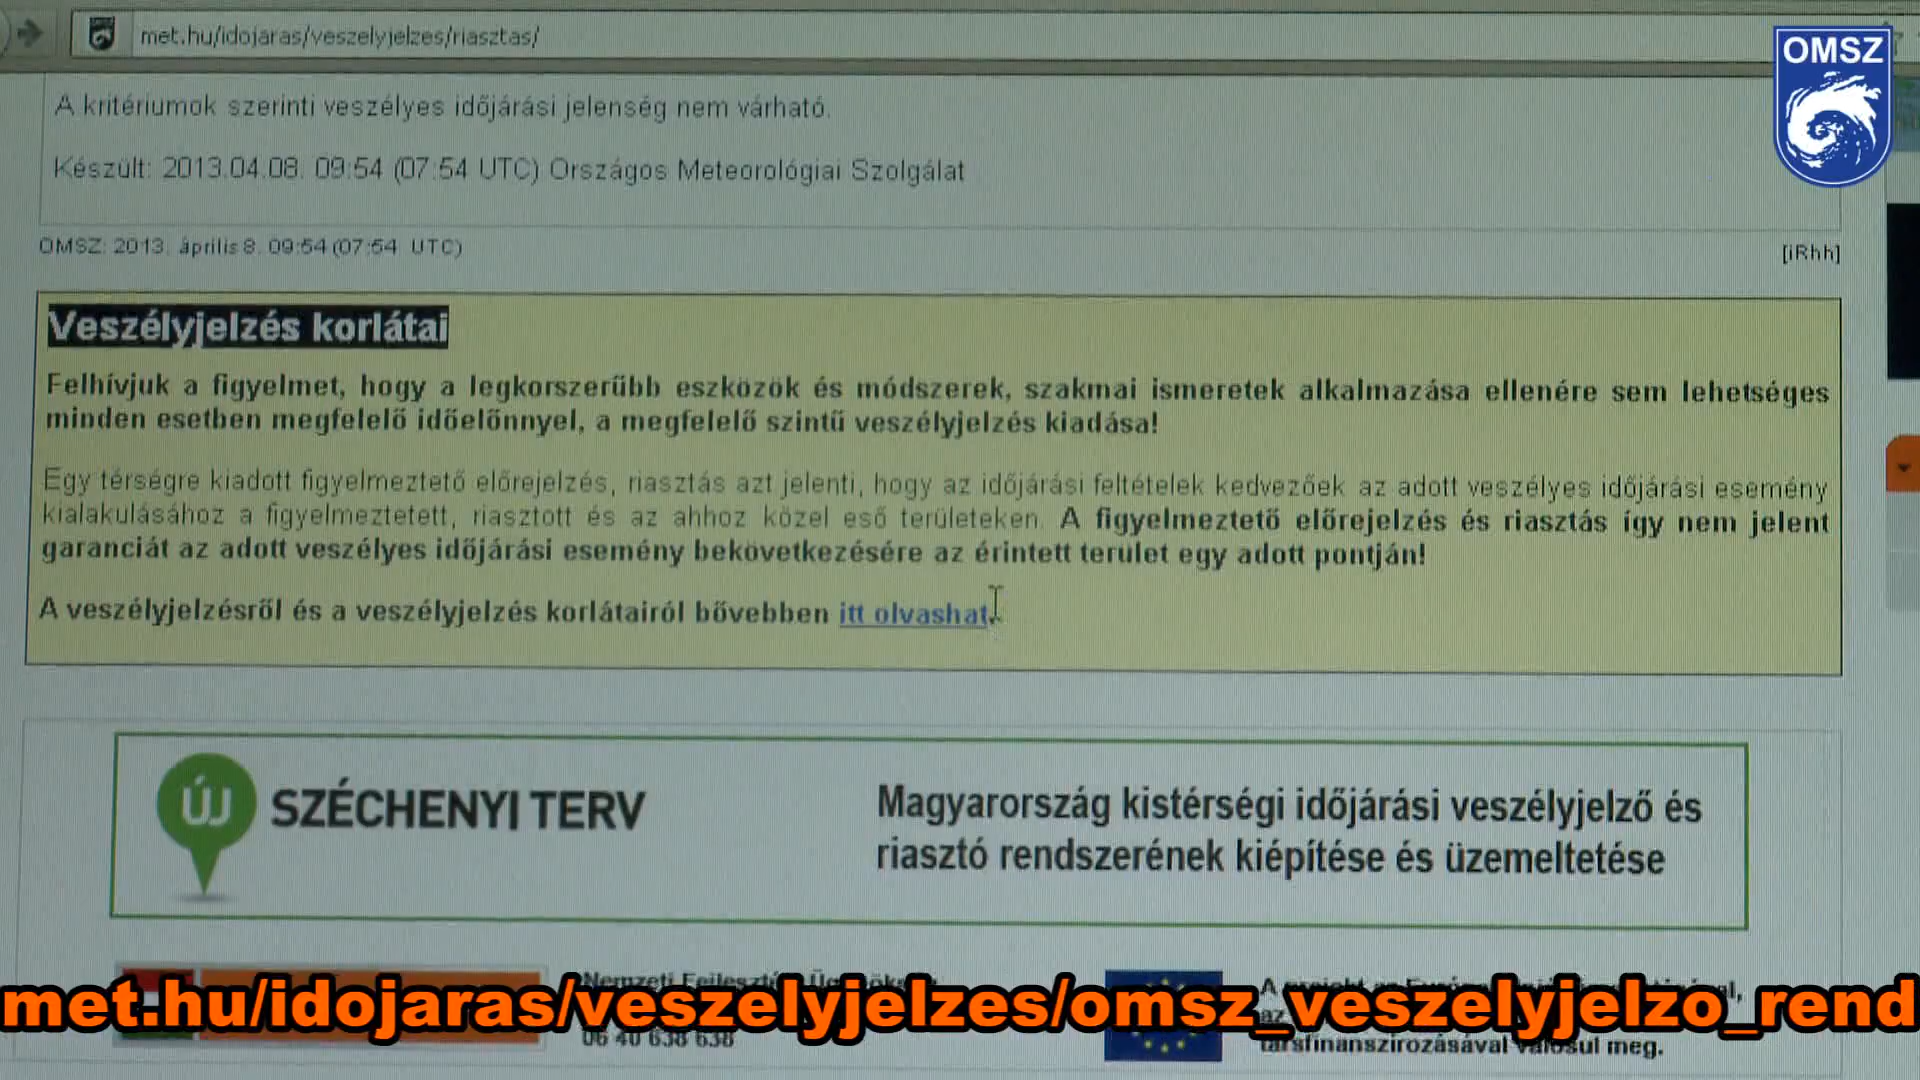 met.hu/idojaras/veszelyjelzes/riasztas/
OMSZ
A kritériumok szerinti veszélyes időjárási jelenség nem várható.
Készült: 2013.04.08. 09:54 (07:54 UTC) Országos Meteorológiai Szolgálat
OMSZ: 2013. április 8. 09:54 (07:54 UTC)
[iRhh]
Veszélyjelzés korlátai
Felhívjuk a figyelmet, hogy a legkorszerűbb eszközök és módszerek, szakmai ismeretek alkalmazása ellenére sem lehetséges
minden esetben megfelelő időelőnnyel, a megfelelő szintű veszélyjelzés kiadása!
Egy térségre kiadott figyelmeztető előrejelzés, riasztás azt jelenti, hogy az időjárási feltételek kedvezőek az adott veszélyes időjárási esemény
kialakulásához a figyelmeztetett, riasztott és az ahhoz közel eső területeken. A figyelmeztető előrejelzés és riasztás így nem jelent
garanciát az adott veszélyes időjárási esemény bekövetkezésére az érintett terület egy adott pontján!
A veszélyjelzésről és a veszélyjelzés korlátairól bővebben itt olvashat.
ÚJ SZÉCHENYI TERV
Magyarország kistérségi időjárási veszélyjelző és
riasztó rendszerének kiépítése és üzemeltetése
met.hu/idojaras/veszelyjelzes/omsz_veszelyjelzo_rend
06 40 638 638
társfinanszírozásával valósul meg.